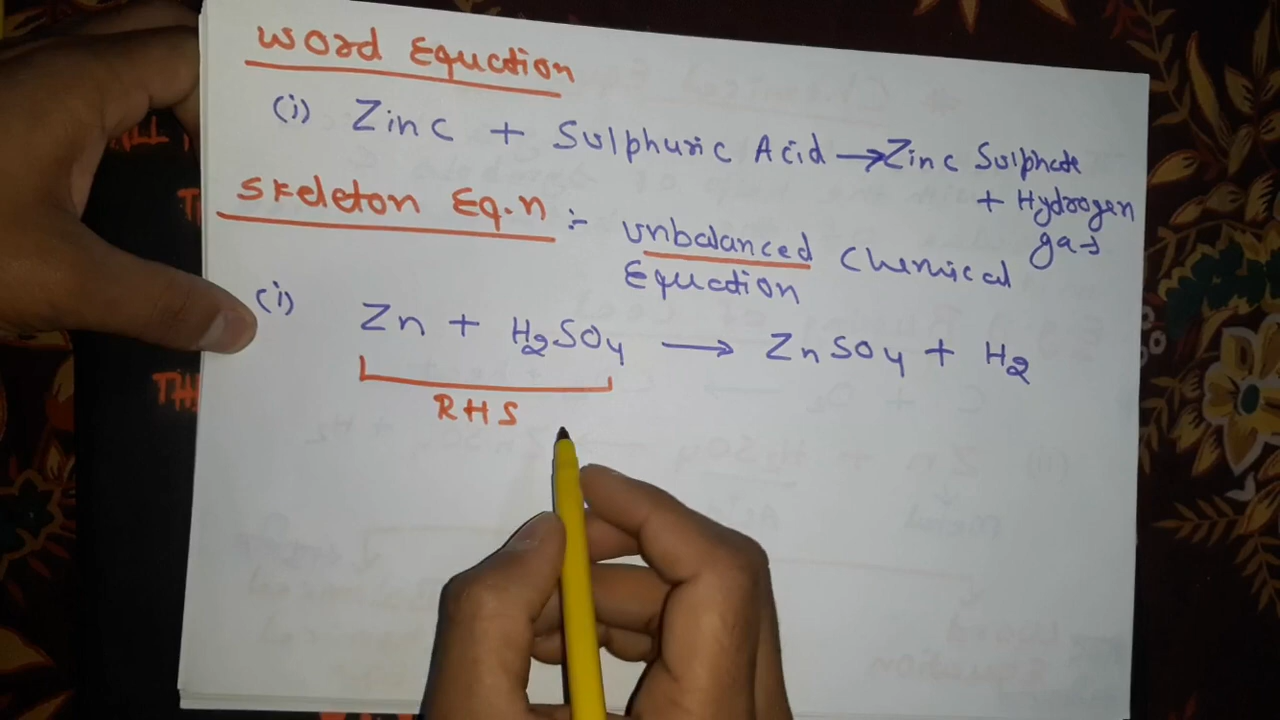 Word Equation
(i) Zinc + Sulphuric Acid → Zinc Sulphate
+ Hydrogen
gas
Skeleton Eq.n :- unbalanced Chemical
Equation
(i) Zn + H₂SO₄ → ZnSO₄ + H₂
RHS